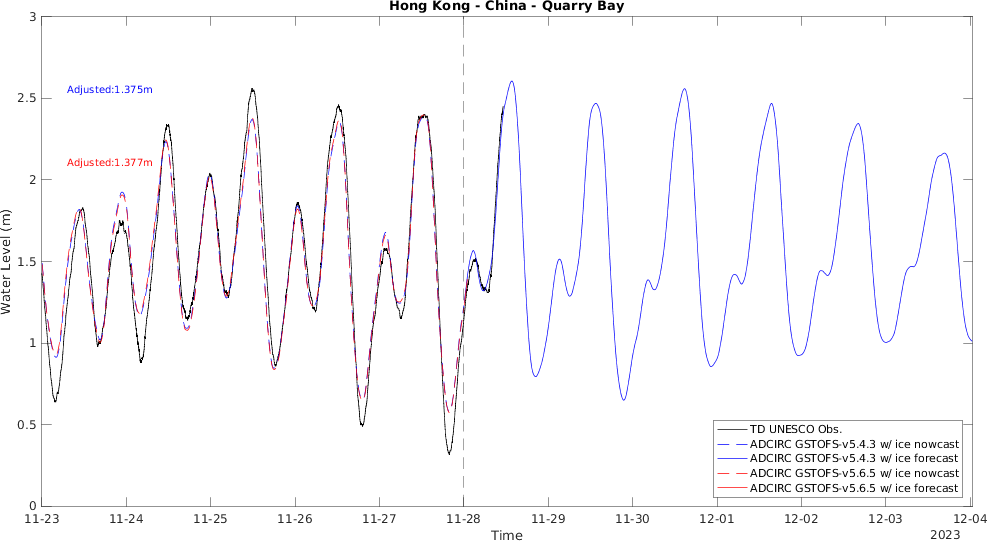 Hong Kong - China - Quarry Bay
3
2.5
2
1.5
1
0.5
0
Water Level (m)
Adjusted:1.375m
Adjusted:1.377m
TD UNESCO Obs.
ADCIRC GSTOFS-v5.4.3 w/ ice nowcast
ADCIRC GSTOFS-v5.4.3 w/ ice forecast
ADCIRC GSTOFS-v5.6.5 w/ ice nowcast
ADCIRC GSTOFS-v5.6.5 w/ ice forecast
11-23 11-24 11-25 11-26 11-27 11-28 11-29 11-30 12-01 12-02 12-03 12-04
Time
2023